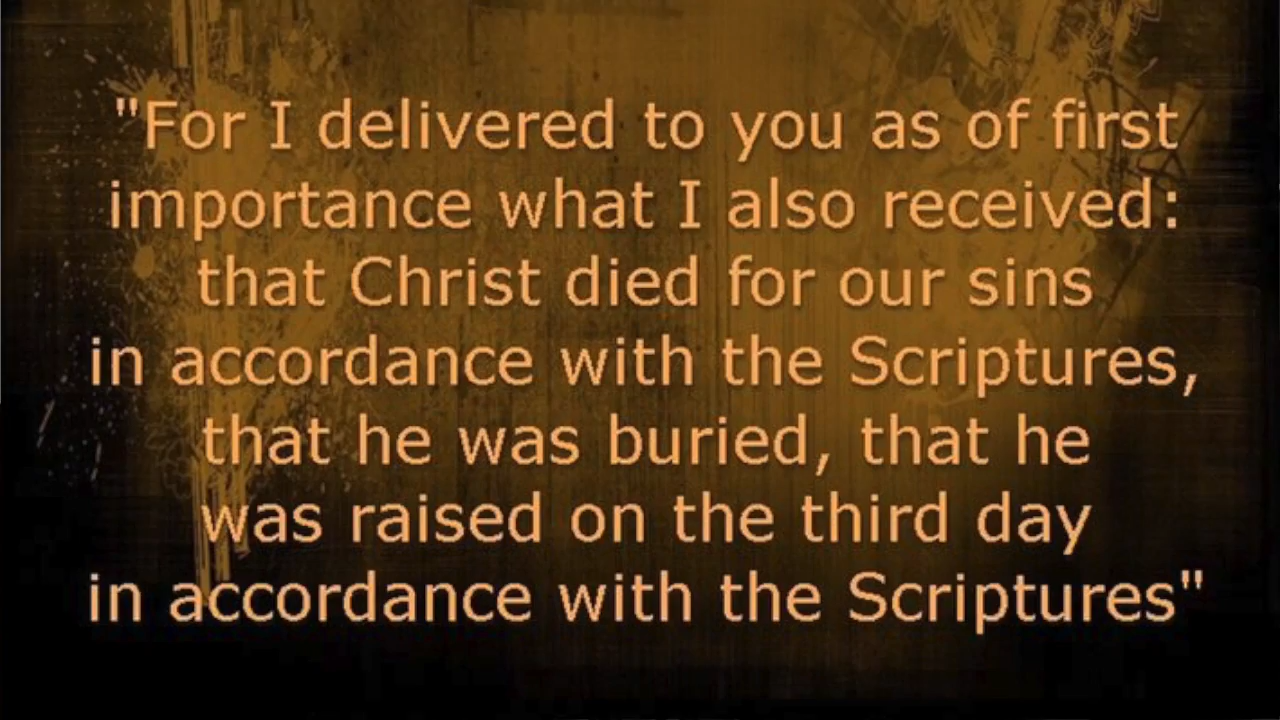 "For I delivered to you as of first
importance what I also received:
that Christ died for our sins
in accordance with the Scriptures,
that he was buried, that he
was raised on the third day
in accordance with the Scriptures"